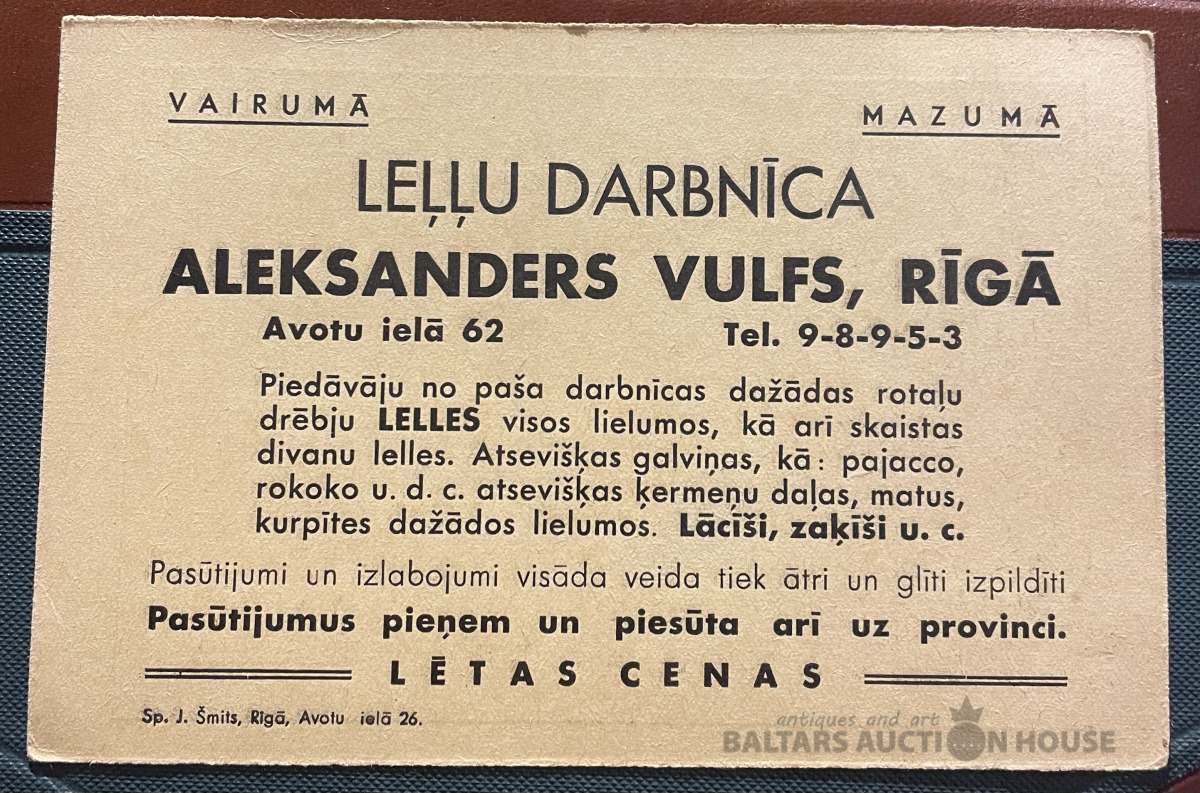 VAIRUMĀ
MAZUMĀ
LEĻĻU DARBNĪCA
ALEKSANDERS VULFS, RĪGĀ
Avotu ielā 62 Tel. 9-8-9-5-3
Piedāvāju no paša darbnīcas dažādas rotaļu
drēbju LELLES visos lielumos, kā arī skaistas
divanu lelles. Atsevišķas galviņas, kā: pajacco,
rokoko u. d. c. atsevišķas ķermeņu daļas, matus,
kurpītes dažādos lielumos. Lācīši, zaķīši u. c.
Pasūtijumi un izlabojumi visāda veida tiek ātri un glīti izpildīti
Pasūtijumus pieņem un piesūta arī uz provinci.
LĒTAS CENAS
Sp. J. Šmits, Rīgā, Avotu ielā 26.
antiques and art
BALTARS AUCTION HOUSE